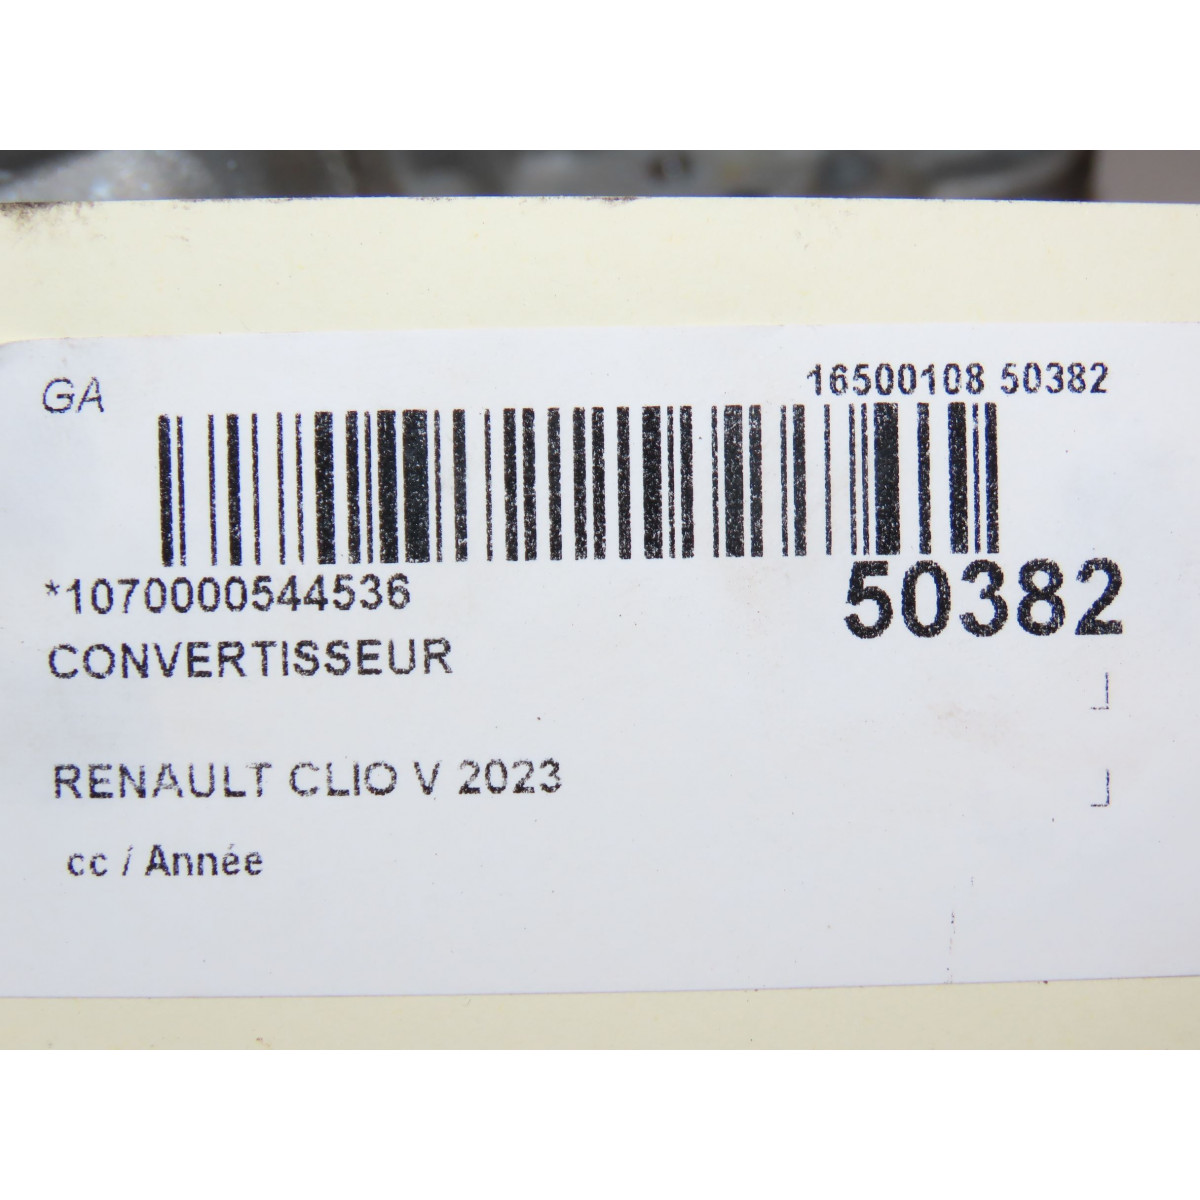 GA
16500108 50382
*1070000544536
50382
CONVERTISSEUR
RENAULT CLIO V 2023
cc / Année